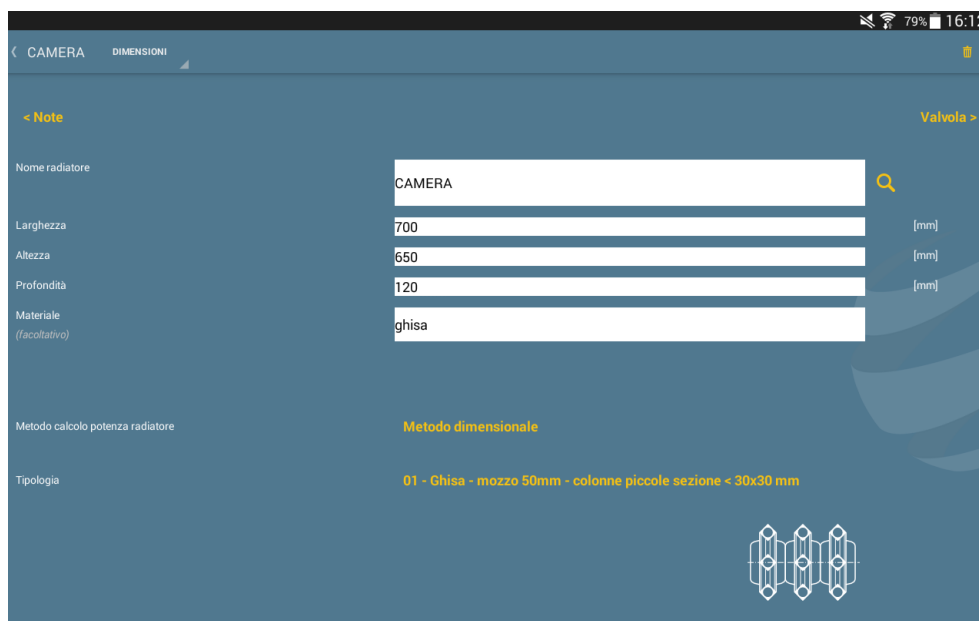 79% 16:12
CAMERA DIMENSIONI
< Note Valvola >
Nome radiatore CAMERA
Larghezza 700 [mm]
Altezza 650 [mm]
Profondità 120 [mm]
Materiale
(facoltativo) ghisa
Metodo calcolo potenza radiatore Metodo dimensionale
Tipologia 01 - Ghisa - mozzo 50mm - colonne piccole sezione < 30x30 mm